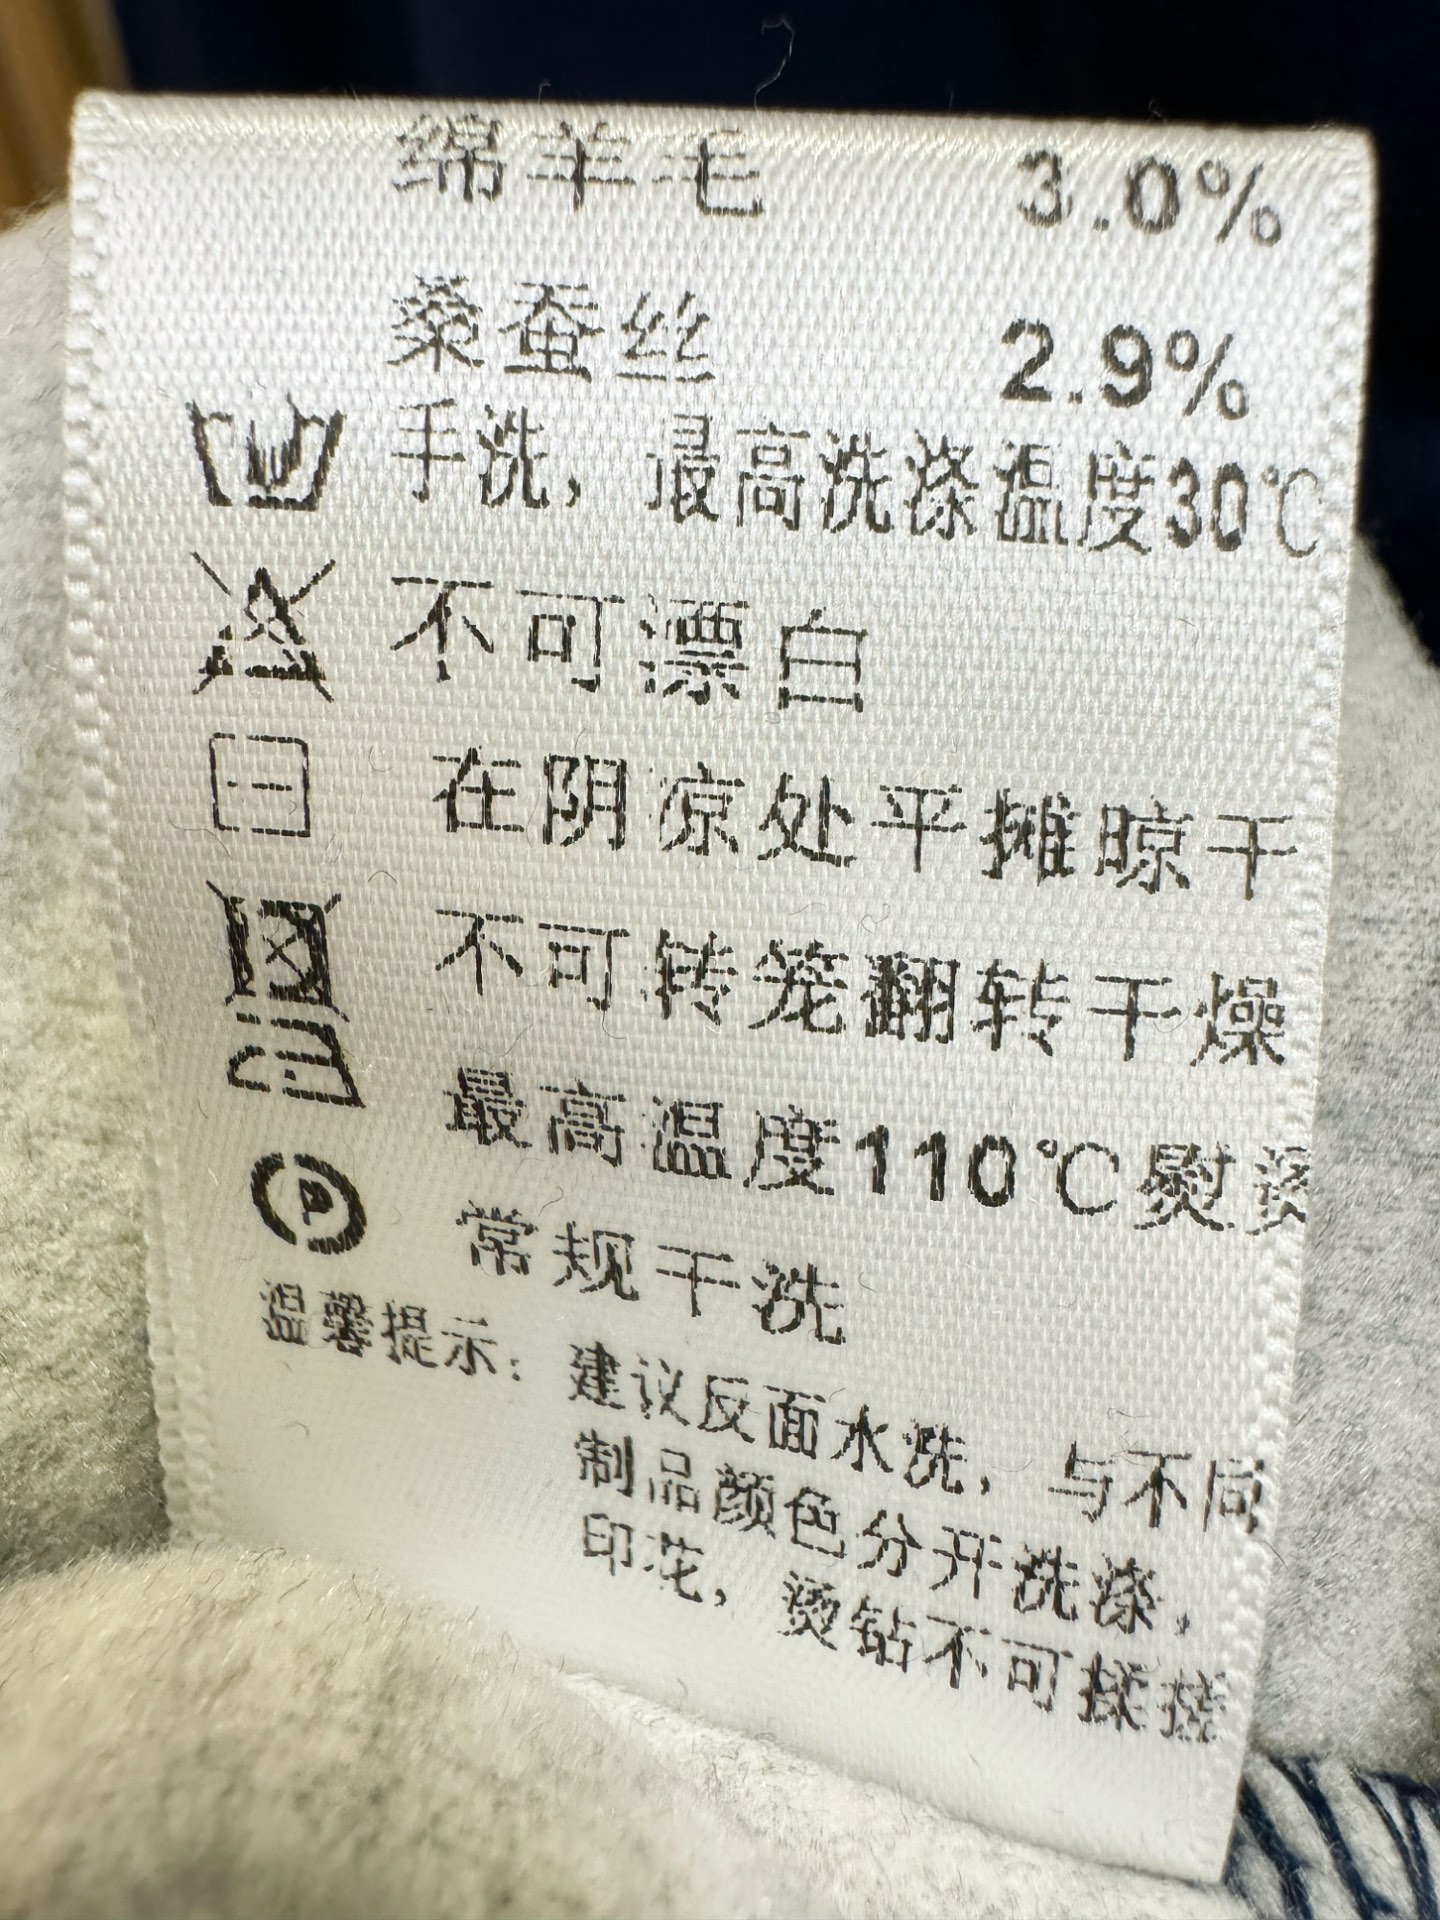 绵羊毛 3.0%
桑蚕丝 2.9%
手洗，最高洗涤温度30℃
不可漂白
在阴凉处平摊晾干
不可转笼翻转干燥
最高温度110℃熨烫
P 常规干洗
温馨提示：建议反面水洗，与不同
制品颜色分开洗涤，
印花，烫钻不可揉搓